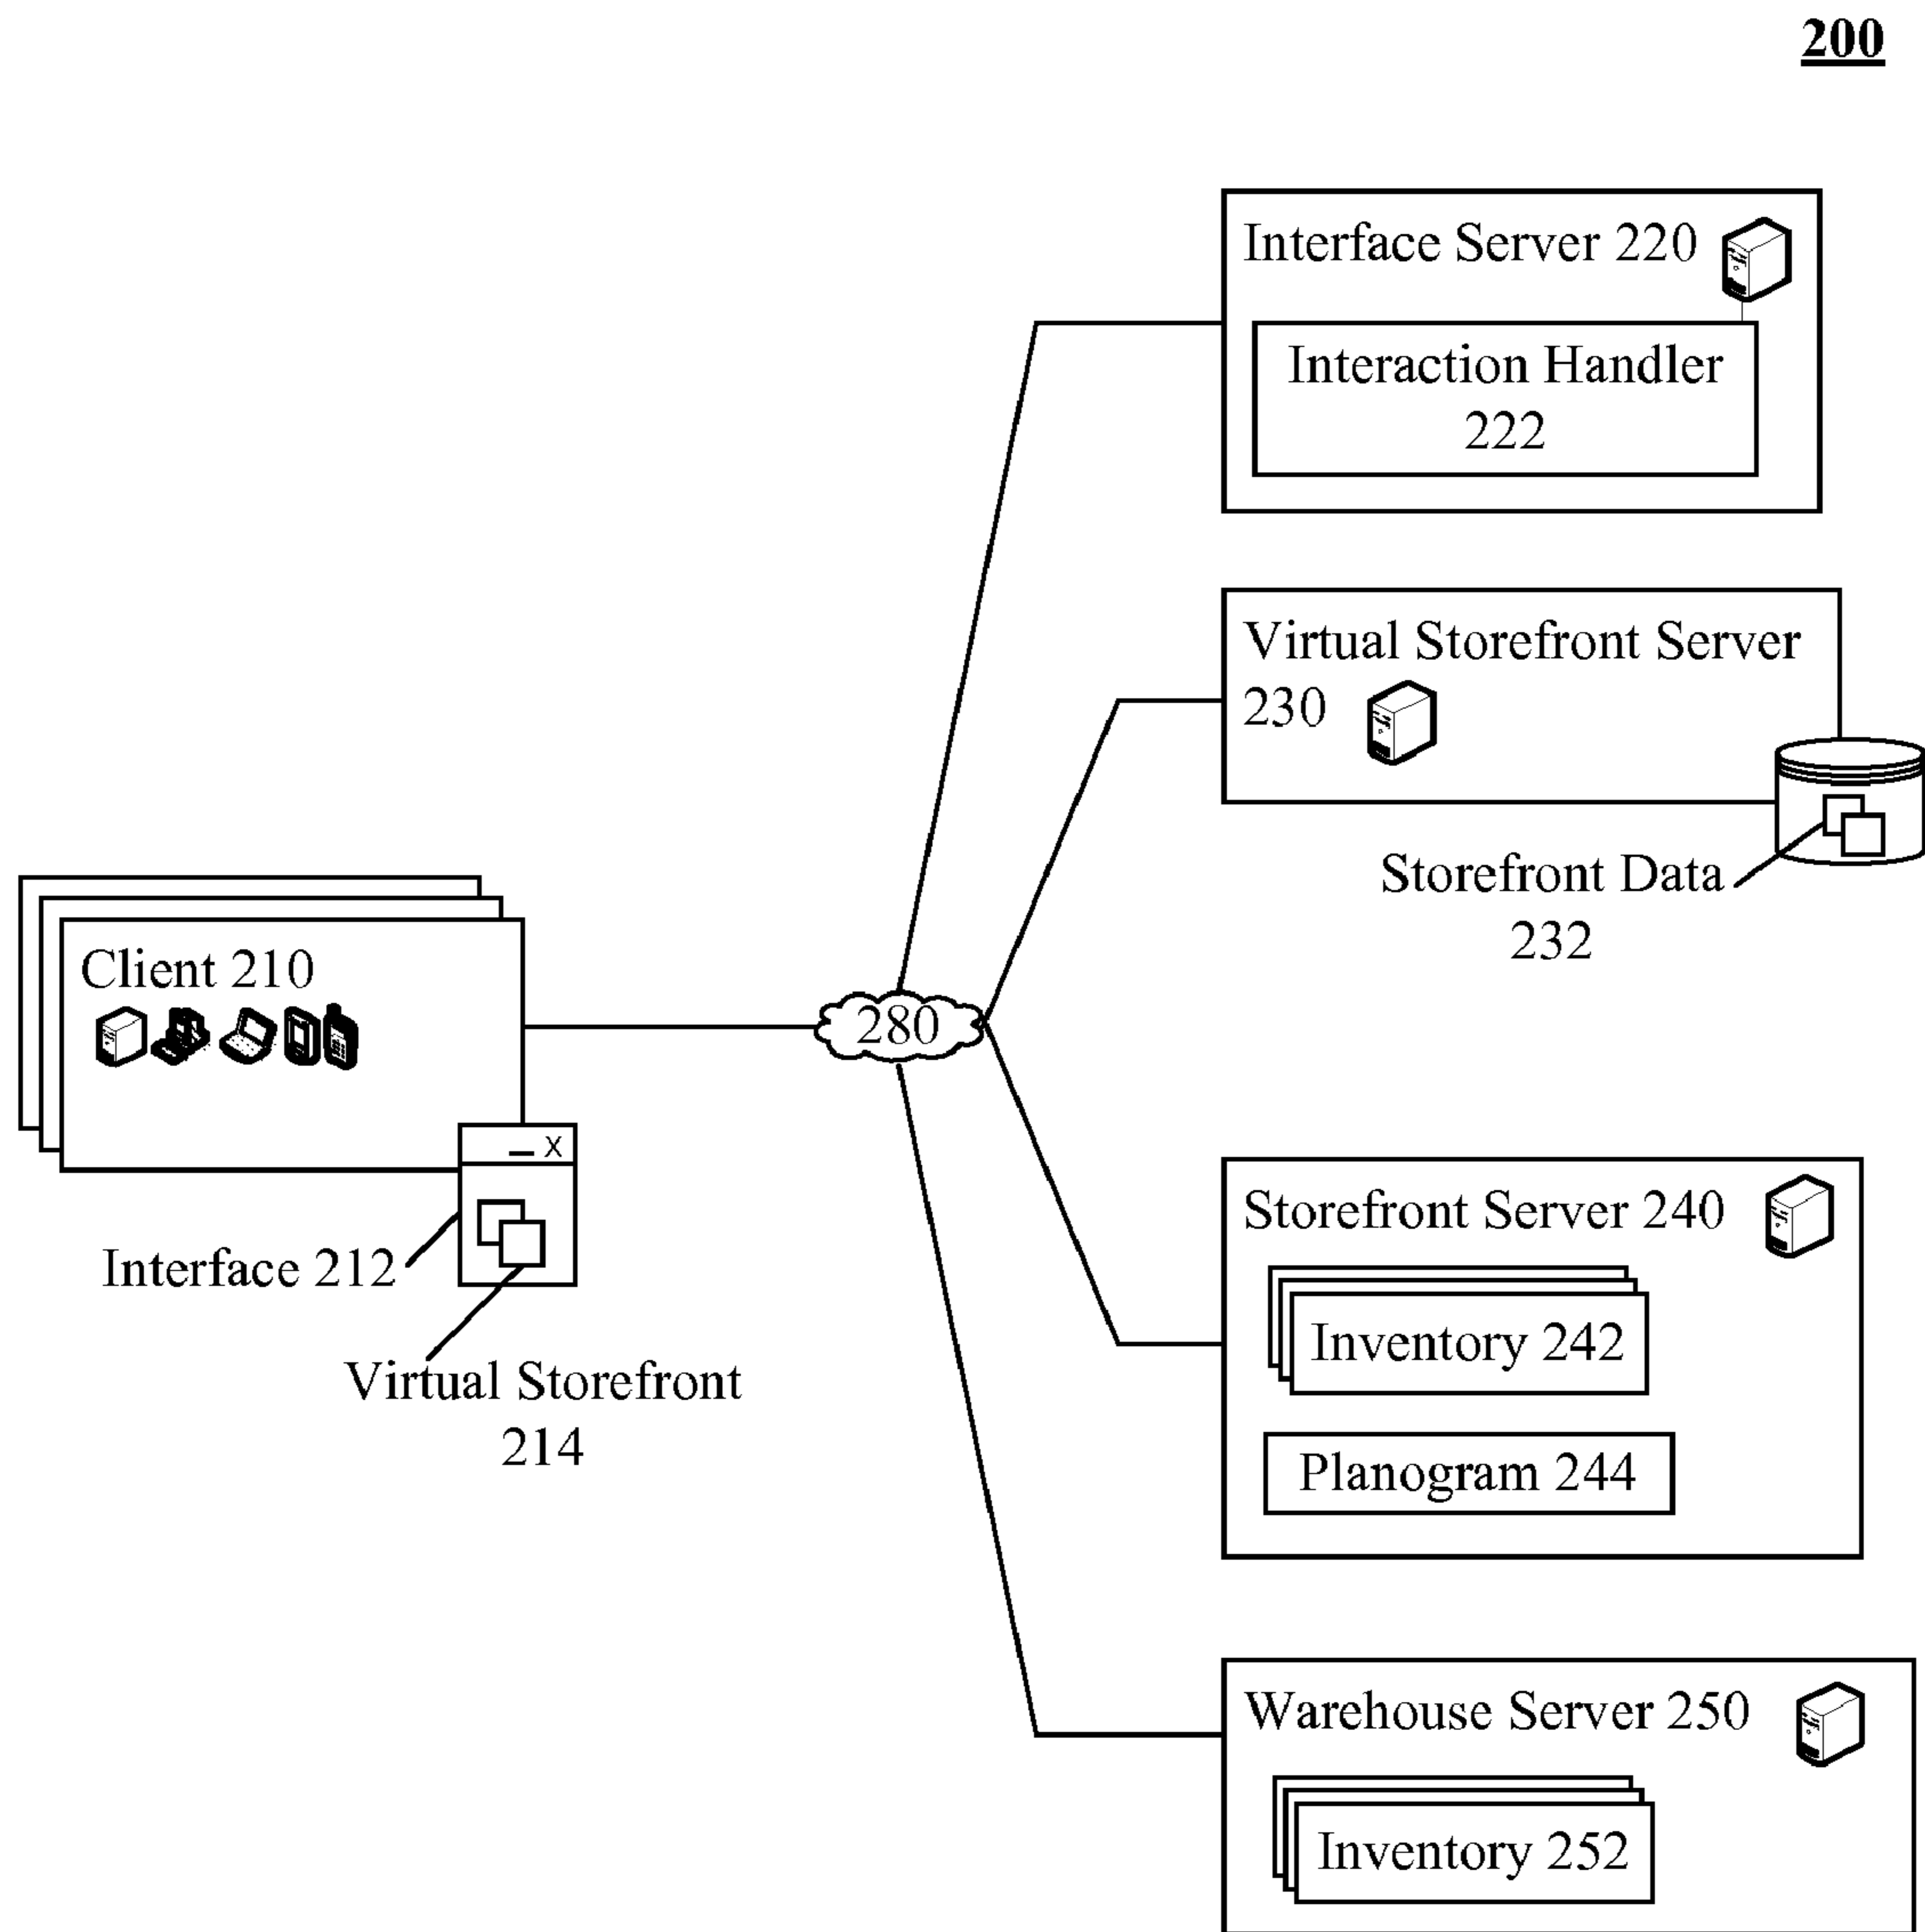 200
Interface Server 220
Interaction Handler
222
Virtual Storefront Server
230
Storefront Data
232
Client 210
280
_ X
Interface 212
Virtual Storefront
214
Storefront Server 240
Inventory 242
Planogram 244
Warehouse Server 250
Inventory 252